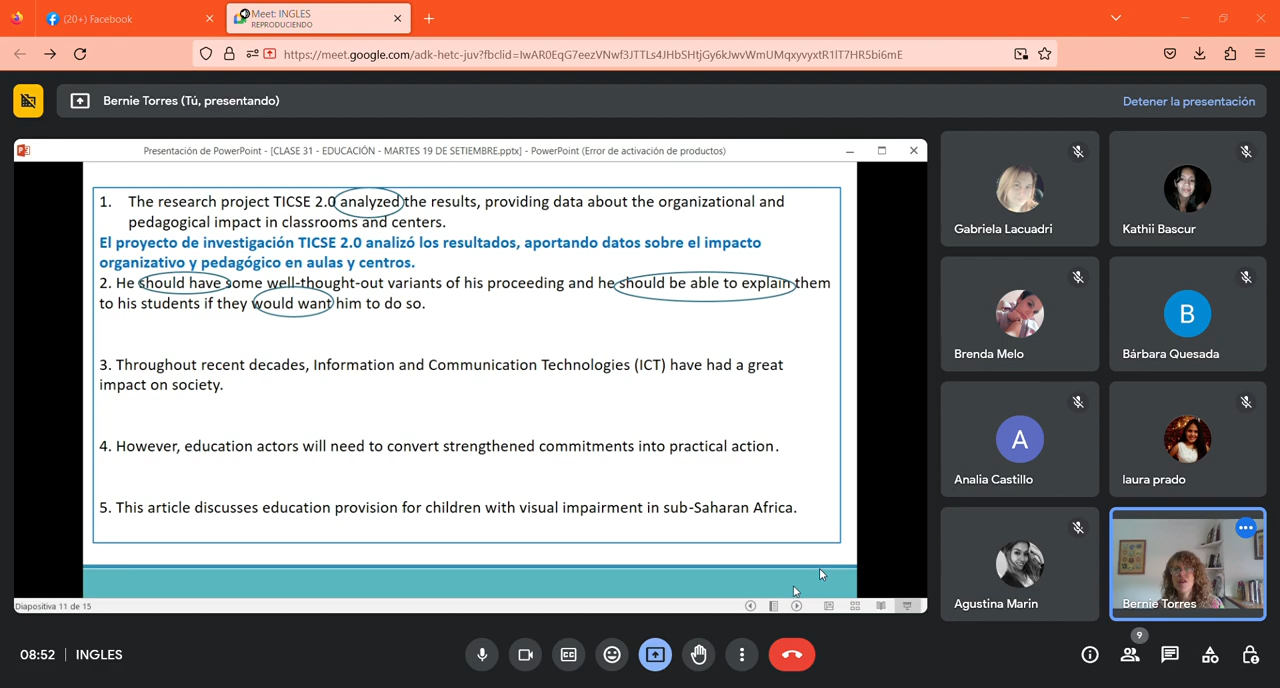 (20+) Facebook
Meet: INGLES
REPRODUCIENDO
https://meet.google.com/adk-hetc-juv?fbclid=IwAR0EqG7eezVNwf3JTTLs4JHbSHtjGy6kJwvWmUMqxyvyxtR1lT7HR5bi6mE
Bernie Torres (Tú, presentando)
Detener la presentación
Presentación de PowerPoint - [CLASE 31 - EDUCACIÓN - MARTES 19 DE SETIEMBRE.pptx] - PowerPoint (Error de activación de productos)
1. The research project TICSE 2.0 analyzed the results, providing data about the organizational and
pedagogical impact in classrooms and centers.
El proyecto de investigación TICSE 2.0 analizó los resultados, aportando datos sobre el impacto
organizativo y pedagógico en aulas y centros.
2. He should have some well-thought-out variants of his proceeding and he should be able to explain them
to his students if they would want him to do so.
3. Throughout recent decades, Information and Communication Technologies (ICT) have had a great
impact on society.
4. However, education actors will need to convert strengthened commitments into practical action.
5. This article discusses education provision for children with visual impairment in sub-Saharan Africa.
Diapositiva 11 de 15
Gabriela Lacuadri
Kathii Bascur
Brenda Melo
B
Bárbara Quesada
A
Analia Castillo
laura prado
Agustina Marin
Bernie Torres
08:52 | INGLES
9